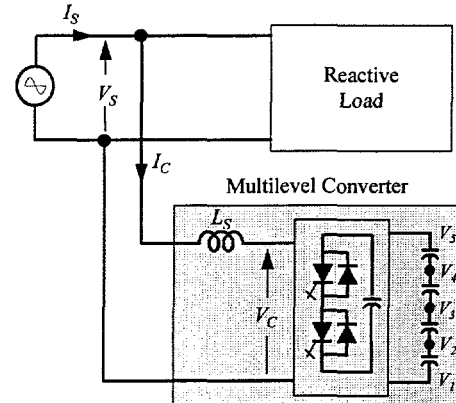 I_S
Reactive
Load
V_S
I_C
Multilevel Converter
L_S
V_C
V_5
V_4
V_3
V_2
V_1